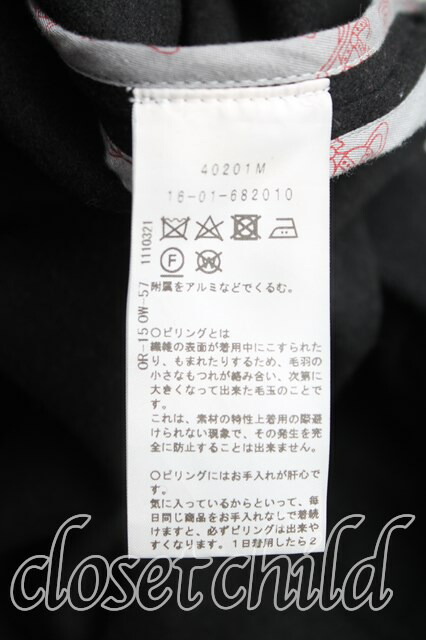 40201M
16-01-682010
F
W
附属をアルミなどでくるむ。
OR-150W-57 1110321
○ピリングとは
繊維の表面が着用中にこすられた
り、もまれたりするため、毛羽の
小さなもつれが絡み合い、次第に
大きくなって出来た毛玉のことで
す。
これは、素材の特性上着用の際避
けられない現象で、その発生を完
全に防止することは出来ません。
○ピリングにはお手入れが肝心で
す。
気に入っているからといって、毎
日同じ商品をお手入れなしで着続
けますと、必ずピリングは出来や
すくなります。1日着用したら2
closetchild